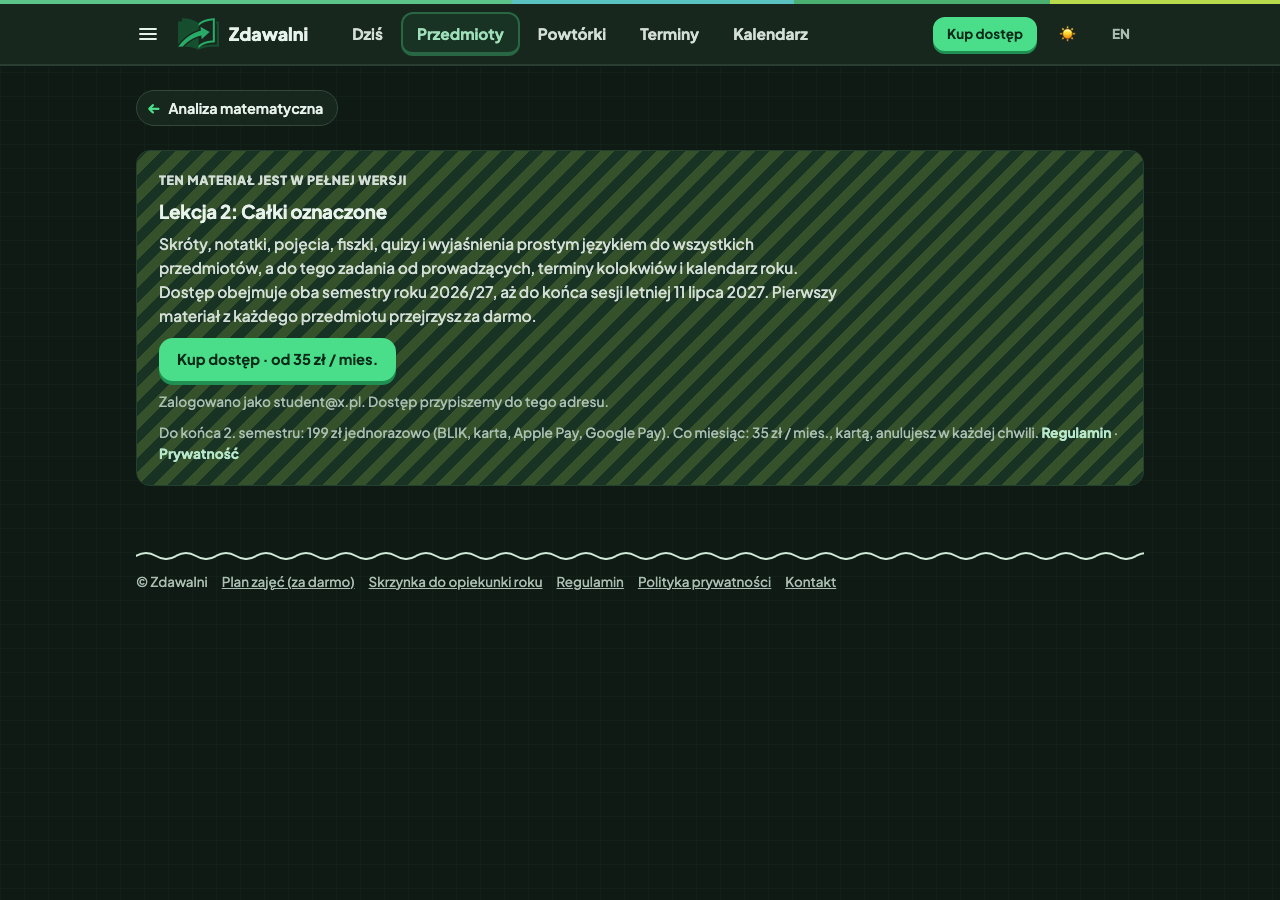 Zdawalni
Dziś
Przedmioty
Powtórki
Terminy
Kalendarz
Kup dostęp
EN
← Analiza matematyczna
TEN MATERIAŁ JEST W PEŁNEJ WERSJI
Lekcja 2: Całki oznaczone
Skróty, notatki, pojęcia, fiszki, quizy i wyjaśnienia prostym językiem do wszystkich
przedmiotów, a do tego zadania od prowadzących, terminy kolokwiów i kalendarz roku.
Dostęp obejmuje oba semestry roku 2026/27, aż do końca sesji letniej 11 lipca 2027. Pierwszy
materiał z każdego przedmiotu przejrzysz za darmo.
Kup dostęp · od 35 zł / mies.
Zalogowano jako student@x.pl. Dostęp przypiszemy do tego adresu.
Do końca 2. semestru: 199 zł jednorazowo (BLIK, karta, Apple Pay, Google Pay). Co miesiąc: 35 zł / mies., kartą, anulujesz w każdej chwili. Regulamin ·
Prywatność
© Zdawalni
Plan zajęć (za darmo)
Skrzynka do opiekunki roku
Regulamin
Polityka prywatności
Kontakt